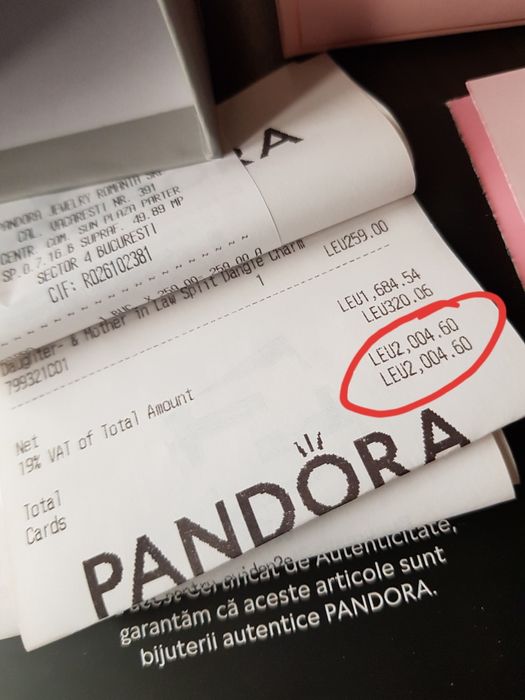 RA
PANDORA JEWELRY ROMANIA SRL
CAL. VACARESTI NR. 391
CENTR. COM. SUN PLAZA PARTER
SP.0.7.16 B SUPRAF. 49.89 MP
SECTOR 4 BUCURESTI
CIF: RO26102381
Daughter- & Mother in Law Split Dangle Charm
799321C01 1 LEU259.00
Net LEU1,684.54
19% VAT of Total Amount LEU320.06
Total LEU2,004.60
Cards LEU2,004.60
PANDORA
de Autenticitate,
garantăm că aceste articole sunt
bijuterii autentice PANDORA.